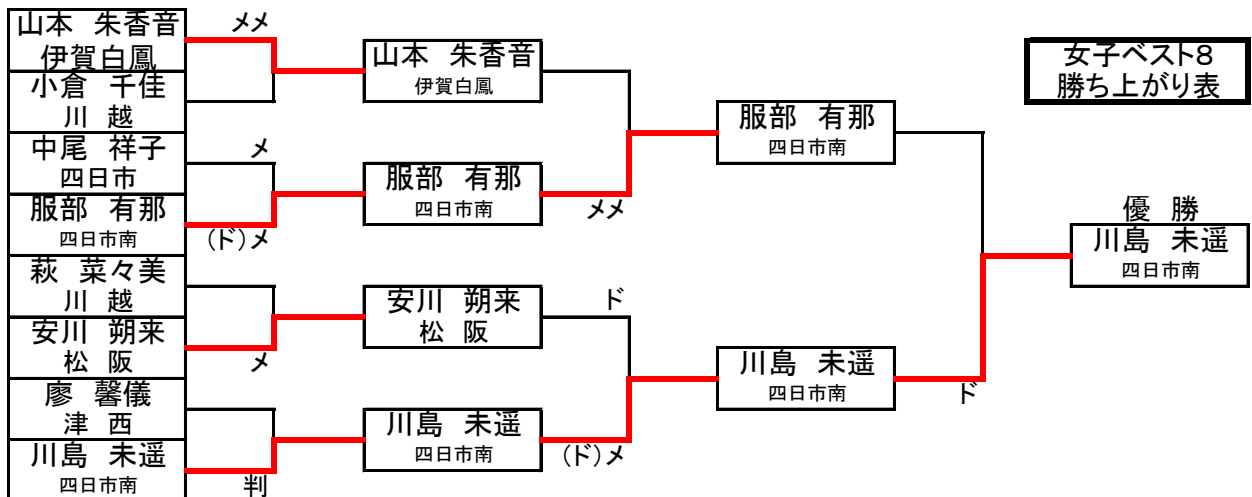 山本 朱香音
伊賀白鳳
小倉 千佳
川 越
中尾 祥子
四日市
服部 有那
四日市南
萩 菜々美
川 越
安川 朔来
松 阪
廖 馨儀
津 西
川島 未遥
四日市南
メメ
メ
(ド)メ
メ
判
山本 朱香音
伊賀白鳳
服部 有那
四日市南
安川 朔来
松 阪
川島 未遥
四日市南
メメ
ド
(ド)メ
服部 有那
四日市南
川島 未遥
四日市南
ド
女子ベスト8
勝ち上がり表
優 勝
川島 未遥
四日市南